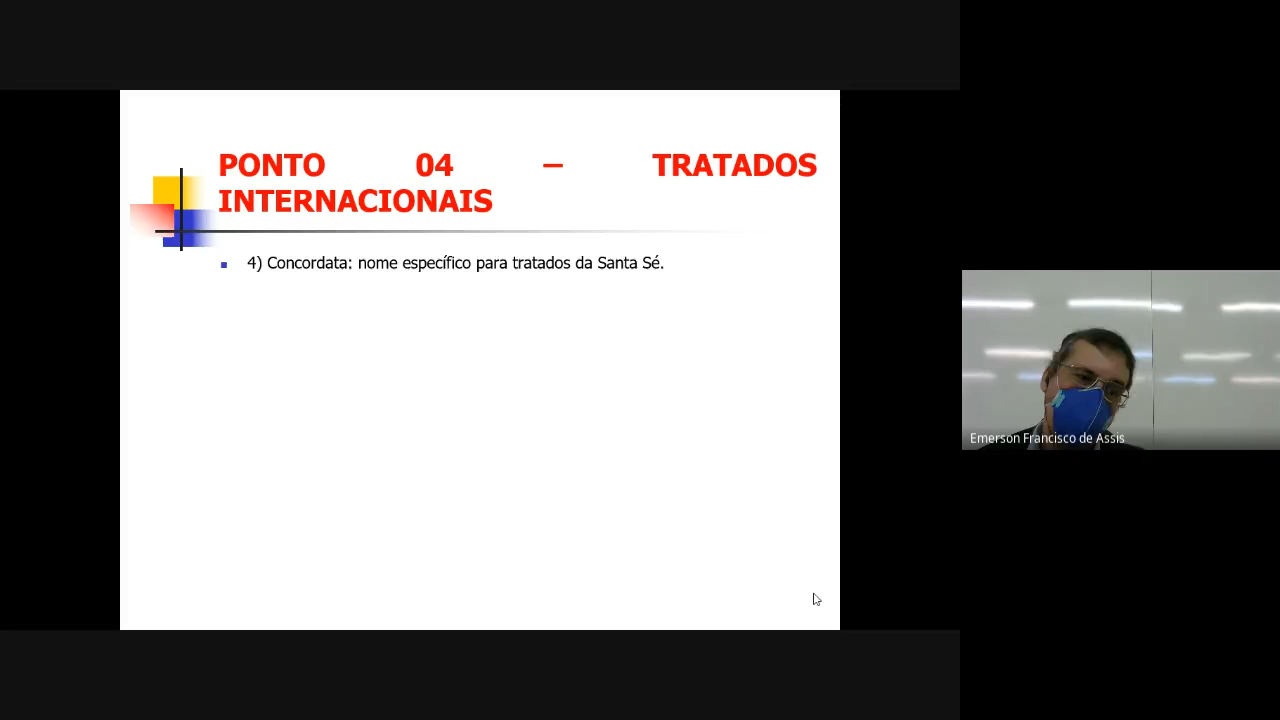 PONTO 04 – TRATADOS
INTERNACIONAIS
4) Concordata: nome específico para tratados da Santa Sé.
Emerson Francisco de Assis